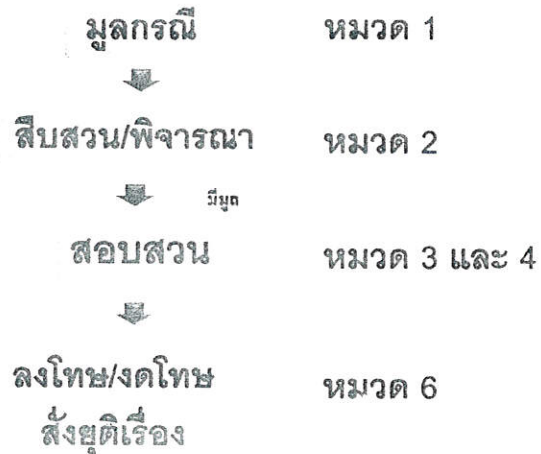 มูลกรณี หมวด 1
สืบสวน/พิจารณา หมวด 2
มีมูล
สอบสวน หมวด 3 และ 4
ลงโทษ/งดโทษ หมวด 6
สั่งยุติเรื่อง